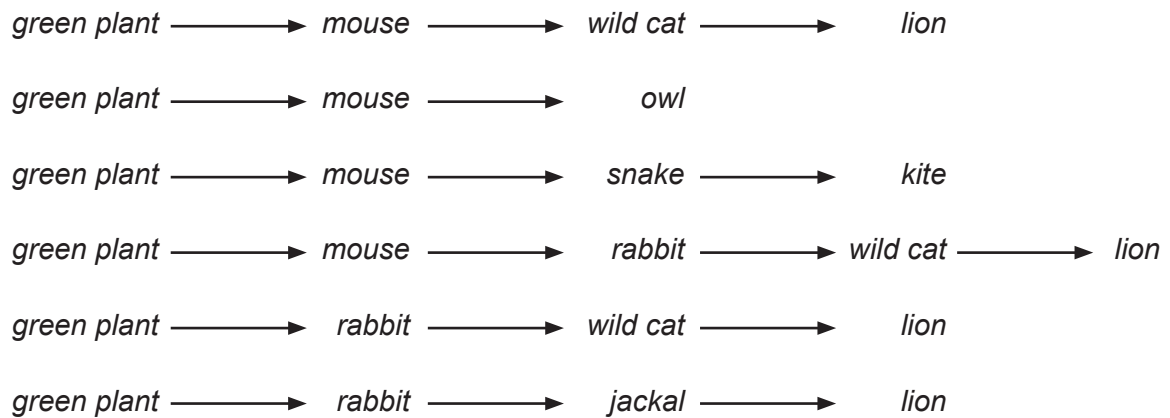 green plant mouse wild cat lion
green plant mouse owl
green plant mouse snake kite
green plant mouse rabbit wild cat lion
green plant rabbit wild cat lion
green plant rabbit jackal lion